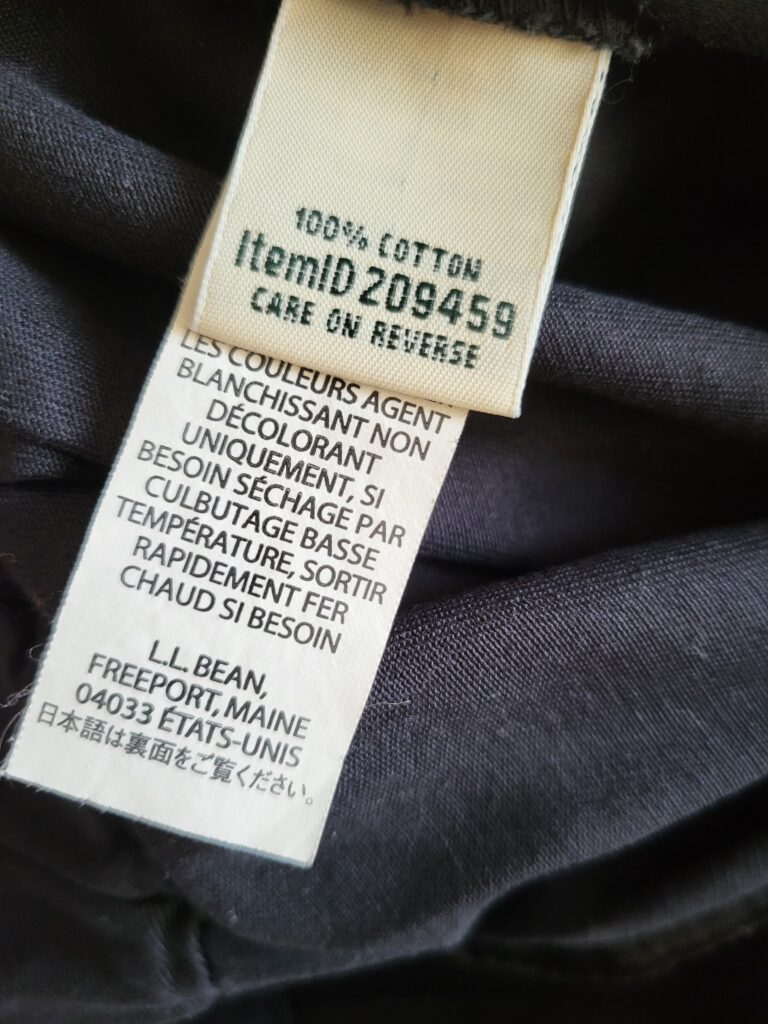 100% COTTON
ItemID 209459
CARE ON REVERSE
LES COULEURS AGENT
BLANCHISSANT NON
DÉCOLORANT
UNIQUEMENT, SI
BESOIN SÉCHAGE PAR
CULBUTAGE BASSE
TEMPÉRATURE, SORTIR
RAPIDEMENT FER
CHAUD SI BESOIN
L.L. BEAN,
FREEPORT, MAINE
04033 ÉTATS-UNIS
日本語は裏面をご覧ください。